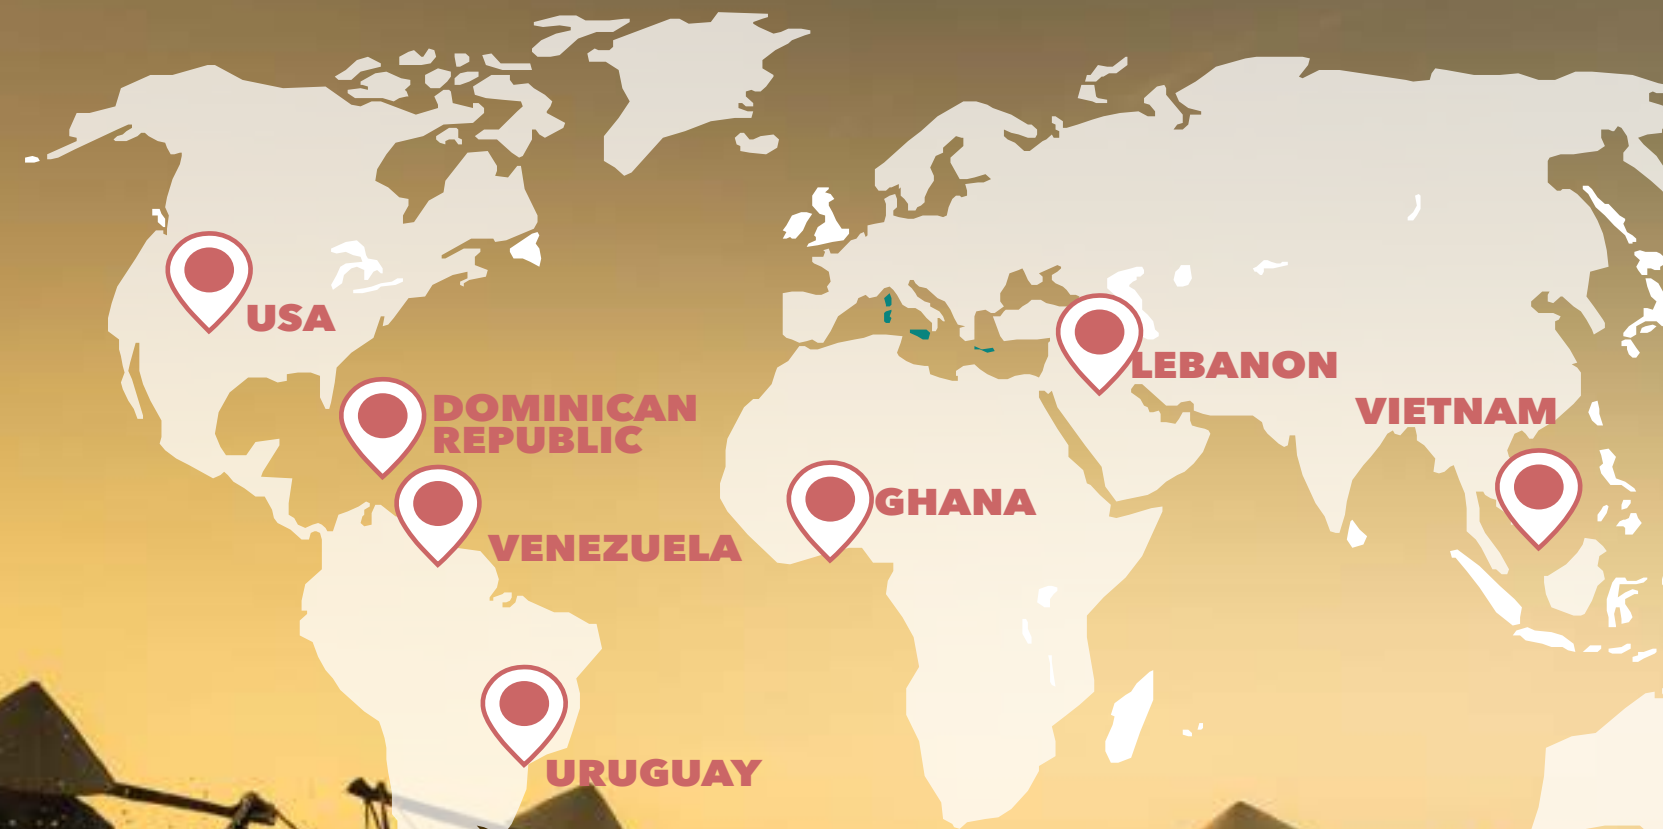 USA
LEBANON
DOMINICAN
REPUBLIC
VIETNAM
GHANA
VENEZUELA
URUGUAY